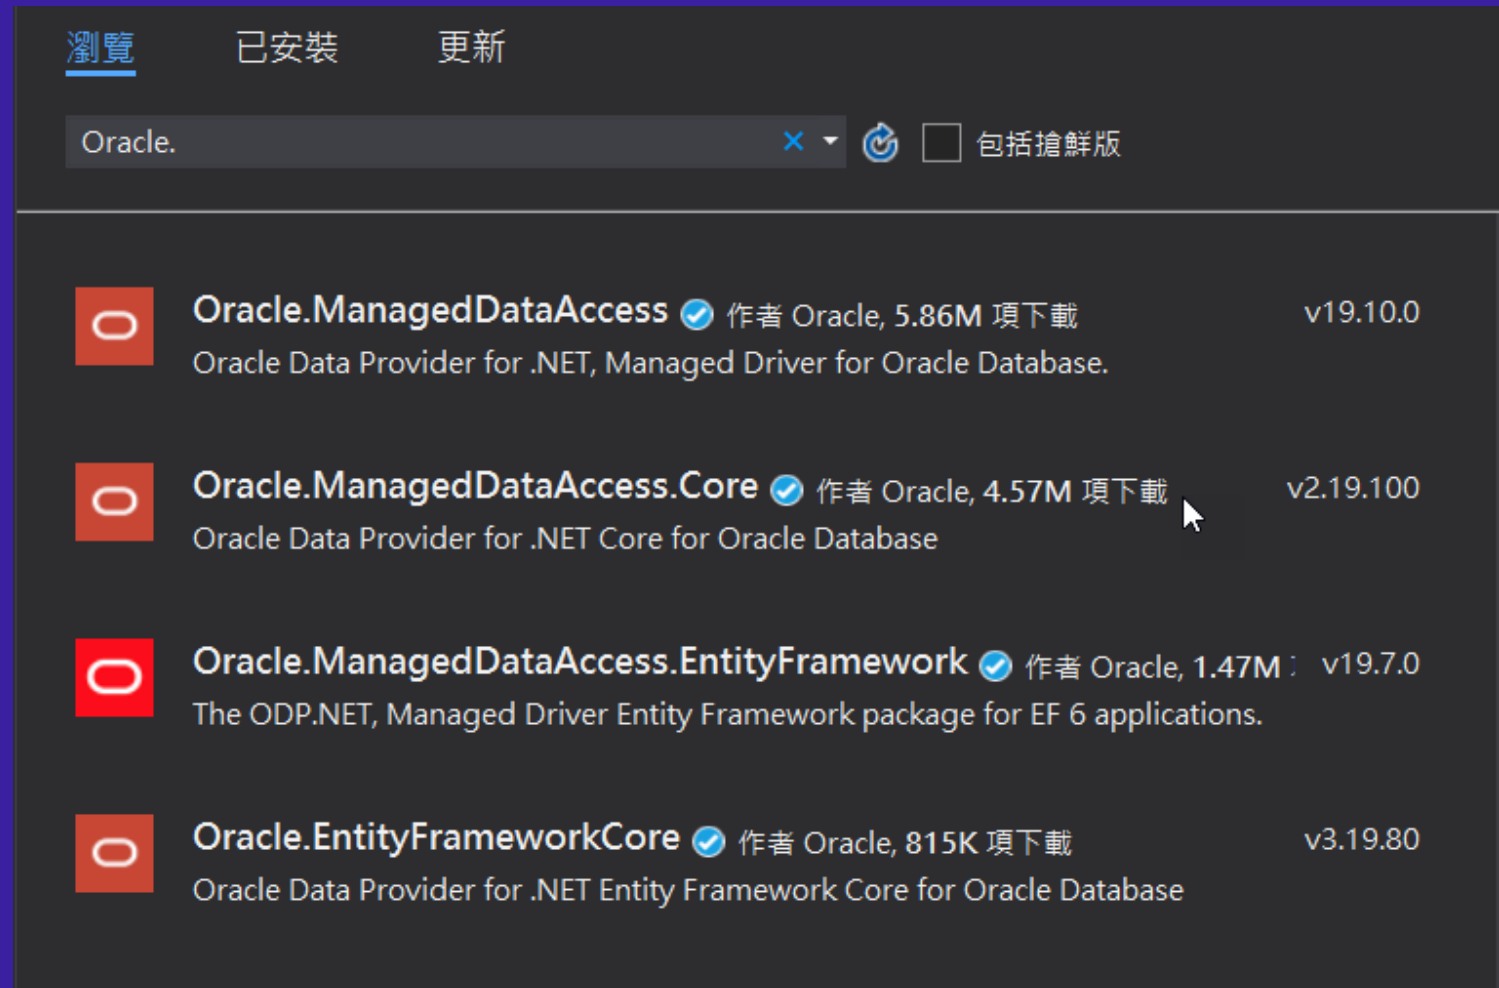 瀏覽 已安裝 更新
Oracle. 包括搶鮮版
Oracle.ManagedDataAccess 作者 Oracle, 5.86M 項下載 v19.10.0
Oracle Data Provider for .NET, Managed Driver for Oracle Database.
Oracle.ManagedDataAccess.Core 作者 Oracle, 4.57M 項下載 v2.19.100
Oracle Data Provider for .NET Core for Oracle Database
Oracle.ManagedDataAccess.EntityFramework 作者 Oracle, 1.47M v19.7.0
The ODP.NET, Managed Driver Entity Framework package for EF 6 applications.
Oracle.EntityFrameworkCore 作者 Oracle, 815K 項下載 v3.19.80
Oracle Data Provider for .NET Entity Framework Core for Oracle Database